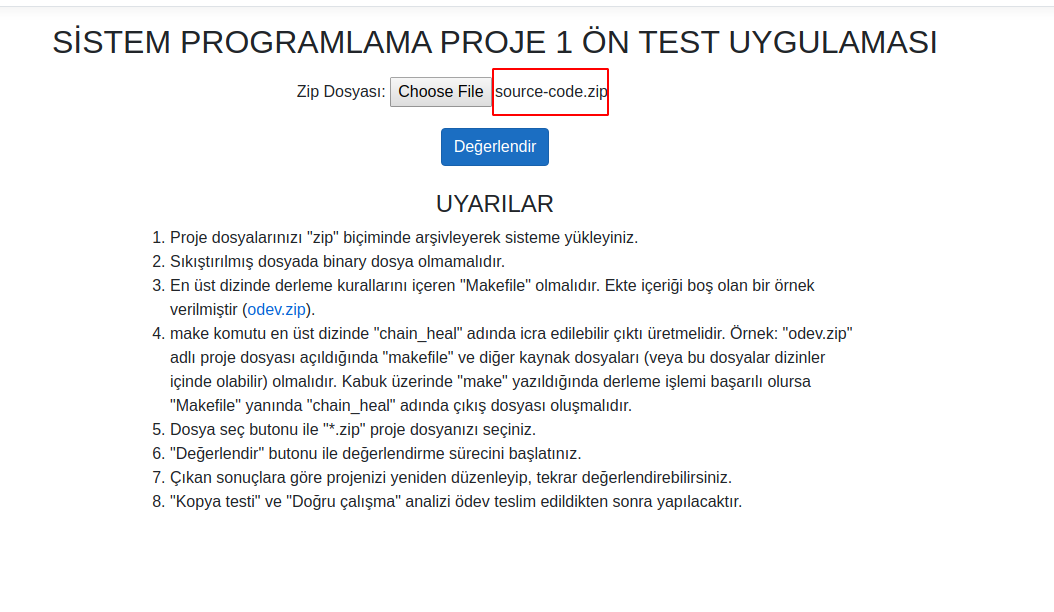 SİSTEM PROGRAMLAMA PROJE 1 ÖN TEST UYGULAMASI
Zip Dosyası: Choose File source-code.zip
Değerlendir
UYARILAR
1. Proje dosyalarınızı "zip" biçiminde arşivleyerek sisteme yükleyiniz.
2. Sıkıştırılmış dosyada binary dosya olmamalıdır.
3. En üst dizinde derleme kurallarını içeren "Makefile" olmalıdır. Ekte içeriği boş olan bir örnek
verilmiştir (odev.zip).
4. make komutu en üst dizinde "chain_heal" adında icra edilebilir çıktı üretmelidir. Örnek: "odev.zip"
adlı proje dosyası açıldığında "makefile" ve diğer kaynak dosyaları (veya bu dosyalar dizinler
içinde olabilir) olmalıdır. Kabuk üzerinde "make" yazıldığında derleme işlemi başarılı olursa
"Makefile" yanında "chain_heal" adında çıkış dosyası oluşmalıdır.
5. Dosya seç butonu ile "*.zip" proje dosyanızı seçiniz.
6. "Değerlendir" butonu ile değerlendirme sürecini başlatınız.
7. Çıkan sonuçlara göre projenizi yeniden düzenleyip, tekrar değerlendirebilirsiniz.
8. "Kopya testi" ve "Doğru çalışma" analizi ödev teslim edildikten sonra yapılacaktır.